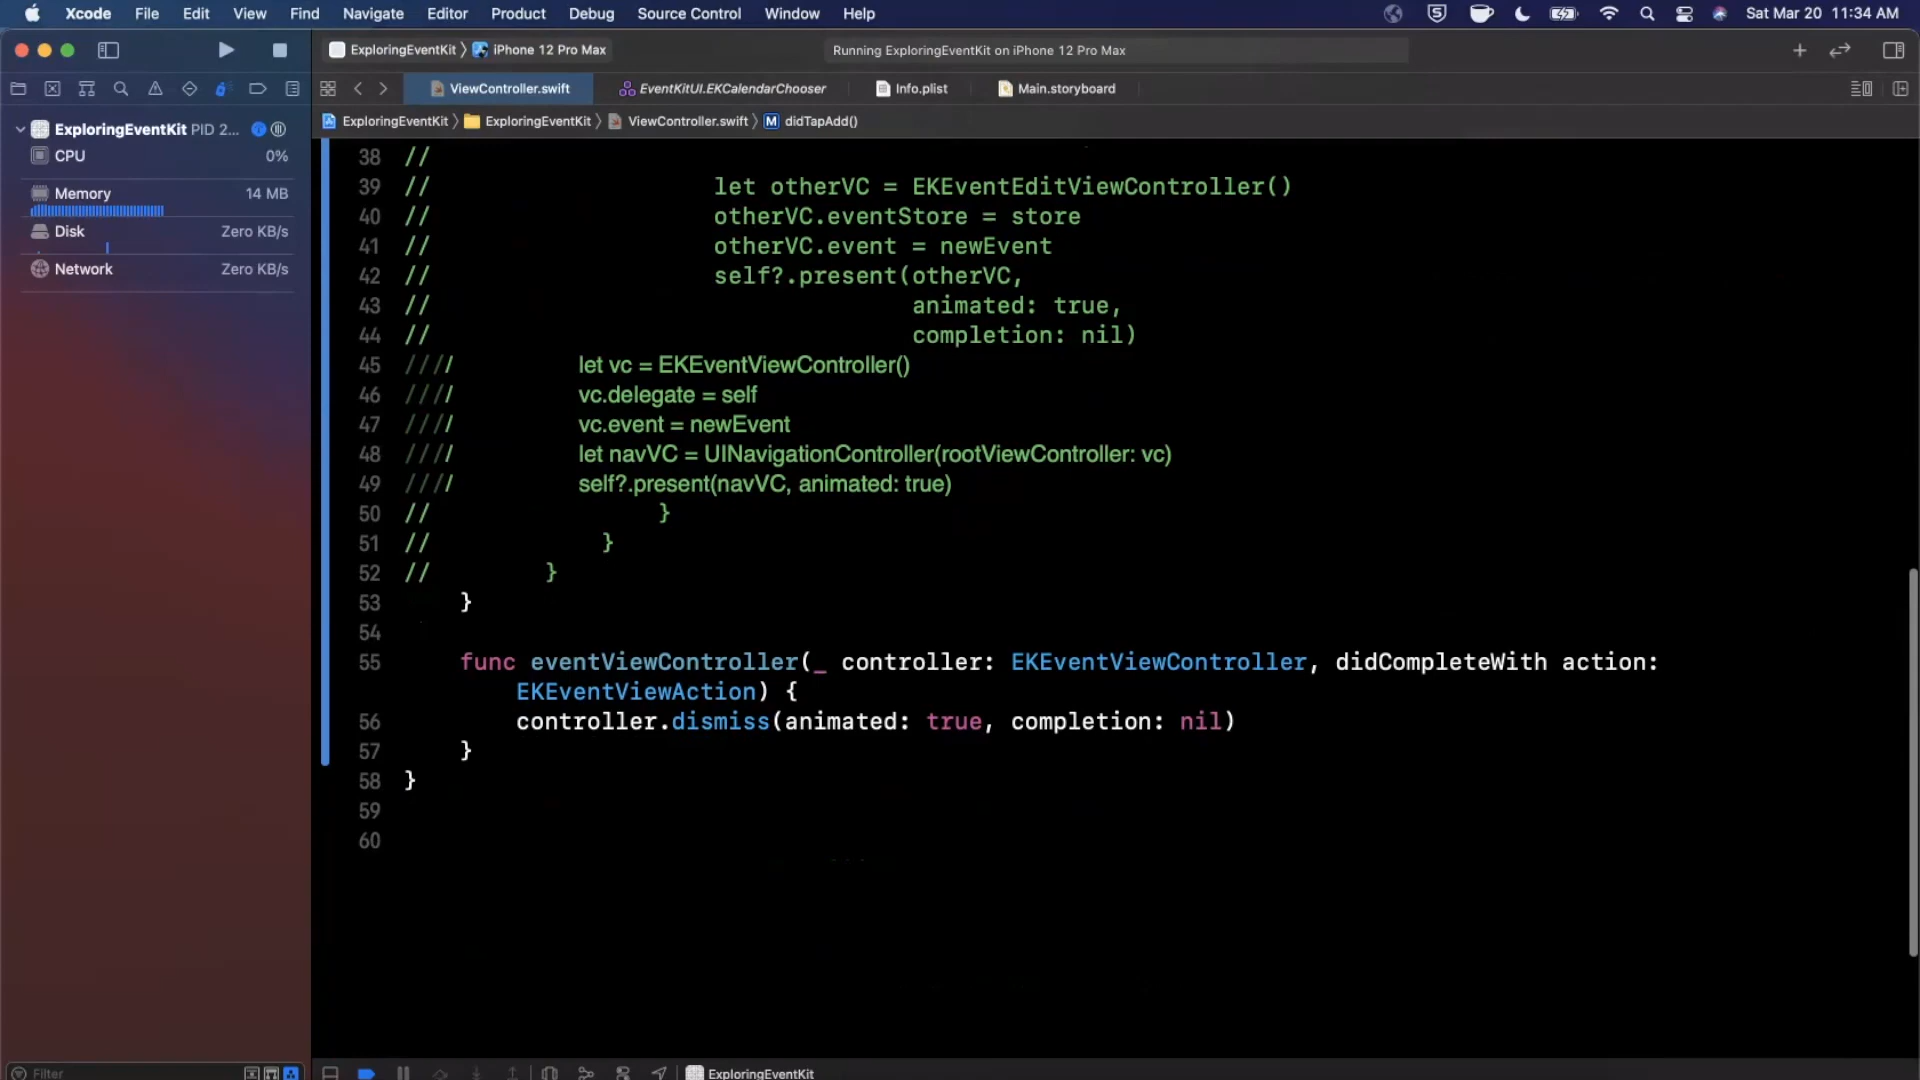 Xcode File Edit View Find Navigate Editor Product Debug Source Control Window Help Sat Mar 20 11:34 AM
ExploringEventKit iPhone 12 Pro Max Running ExploringEventKit on iPhone 12 Pro Max
ViewController.swift EventKitUI.EKCalendarChooser Info.plist Main.storyboard
ExploringEventKit ExploringEventKit ViewController.swift M didTapAdd()
ExploringEventKit PID 2...
CPU 0%
Memory 14 MB
Disk Zero KB/s
Network Zero KB/s
38 //
39 // let otherVC = EKEventEditViewController()
40 // otherVC.eventStore = store
41 // otherVC.event = newEvent
42 // self?.present(otherVC,
43 // animated: true,
44 // completion: nil)
45 //// let vc = EKEventViewController()
46 //// vc.delegate = self
47 //// vc.event = newEvent
48 //// let navVC = UINavigationController(rootViewController: vc)
49 //// self?.present(navVC, animated: true)
50 // }
51 // }
52 // }
53 }
54
55 func eventViewController(_ controller: EKEventViewController, didCompleteWith action:
EKEventViewAction) {
56 controller.dismiss(animated: true, completion: nil)
57 }
58 }
59
60
Filter ExploringEventKit